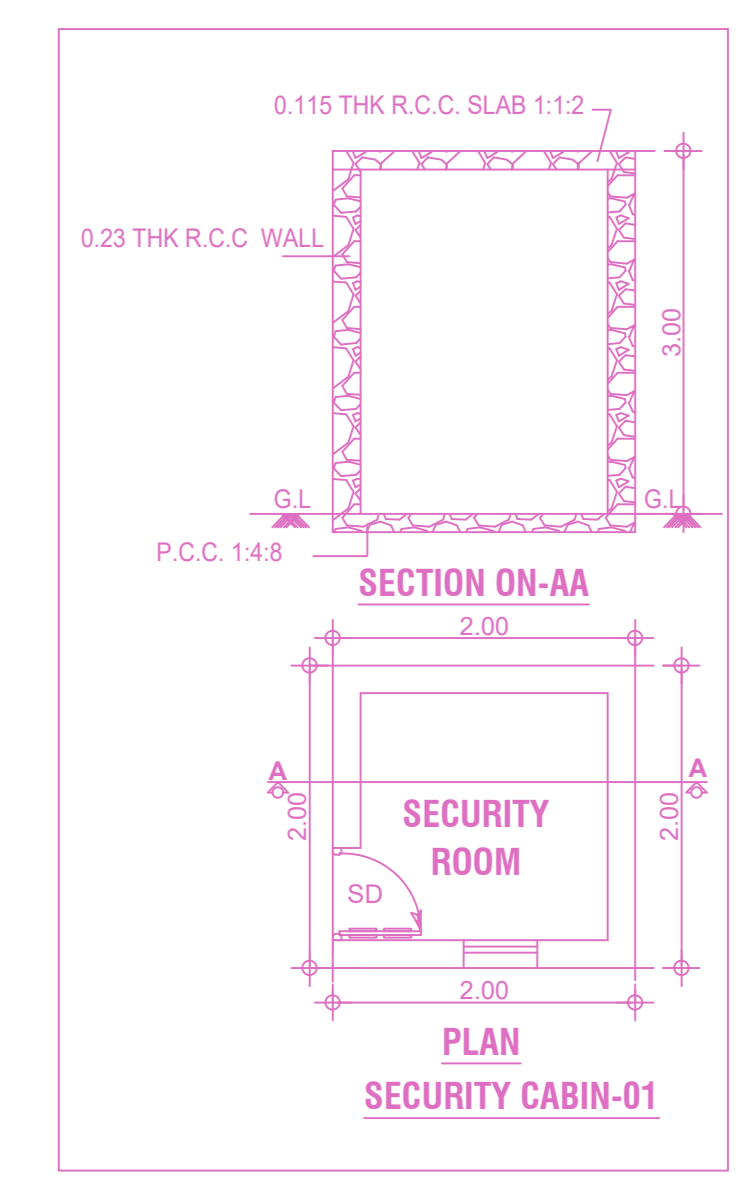 0.115 THK R.C.C. SLAB 1:1:2
0.23 THK R.C.C WALL
3.00
G.L
G.L
P.C.C. 1:4:8
SECTION ON-AA
2.00
A
A
2.00
2.00
SECURITY
ROOM
SD
2.00
PLAN
SECURITY CABIN-01